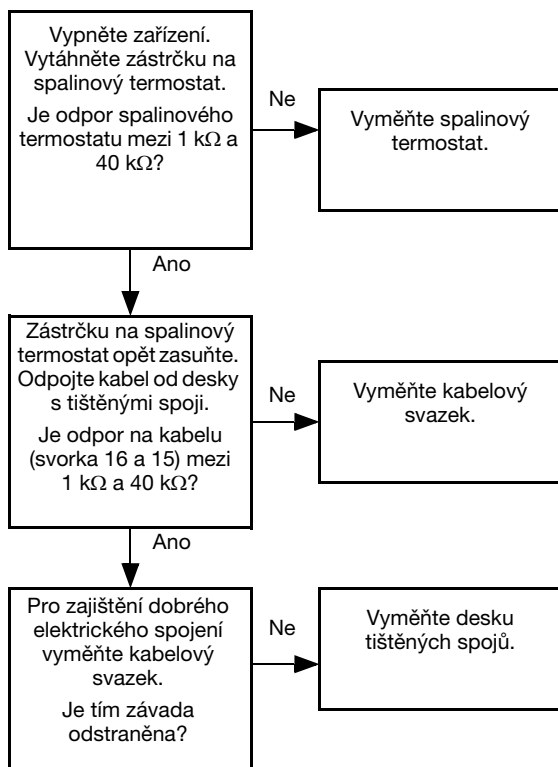 Vypněte zařízení.
Vytáhněte zástrčku na
spalinový termostat.
Je odpor spalinového
termostatu mezi 1 kΩ a
40 kΩ?
Ne
Vyměňte spalinový
termostat.
Ano
Zástrčku na spalinový
termostat opět zasuňte.
Odpojte kabel od desky
s tištěnými spoji.
Je odpor na kabelu
(svorka 16 a 15) mezi
1 kΩ a 40 kΩ?
Ne
Vyměňte kabelový
svazek.
Ano
Pro zajištění dobrého
elektrického spojení
vyměňte kabelový
svazek.
Je tím závada
odstraněna?
Ne
Vyměňte desku
tištěných spojů.